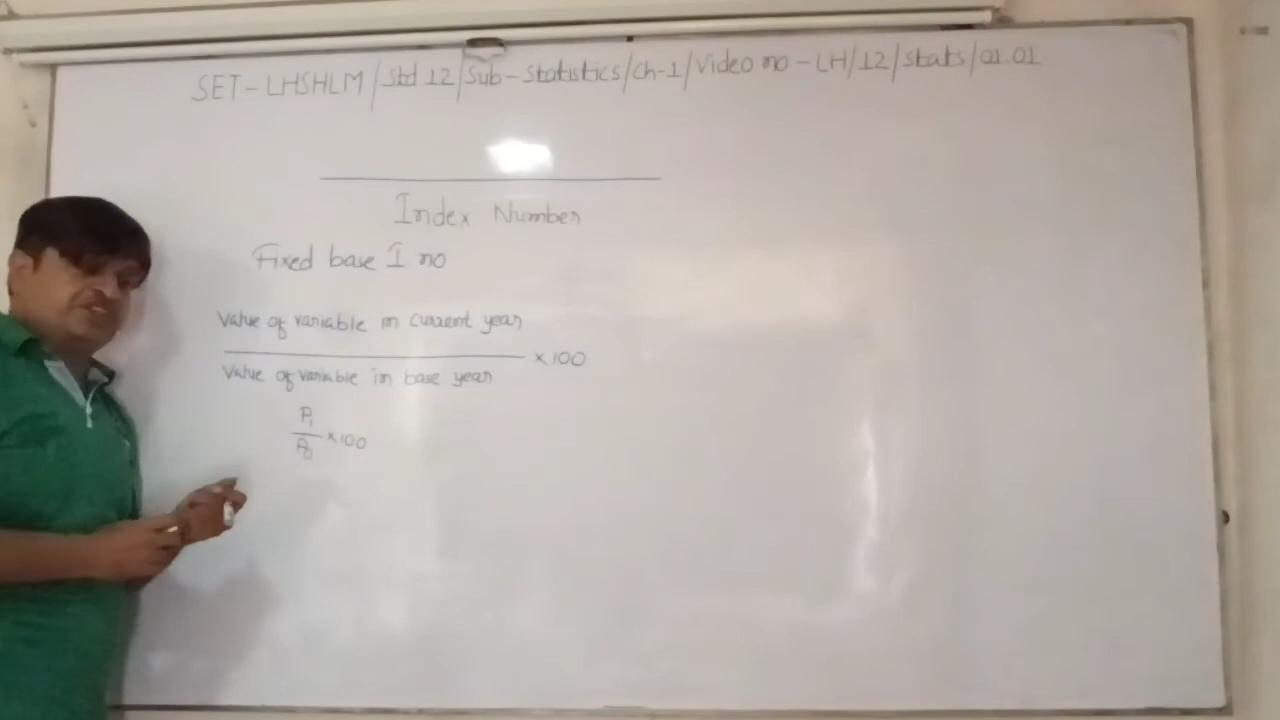 SET-LHSHLM/Std 12/Sub-Statistics/Ch-1/Video no-LH/12/Stats/01.01
Index Number
Fixed base I no
Value of variable in current year
Value of variable in base year
×100
P₁
P₀
×100